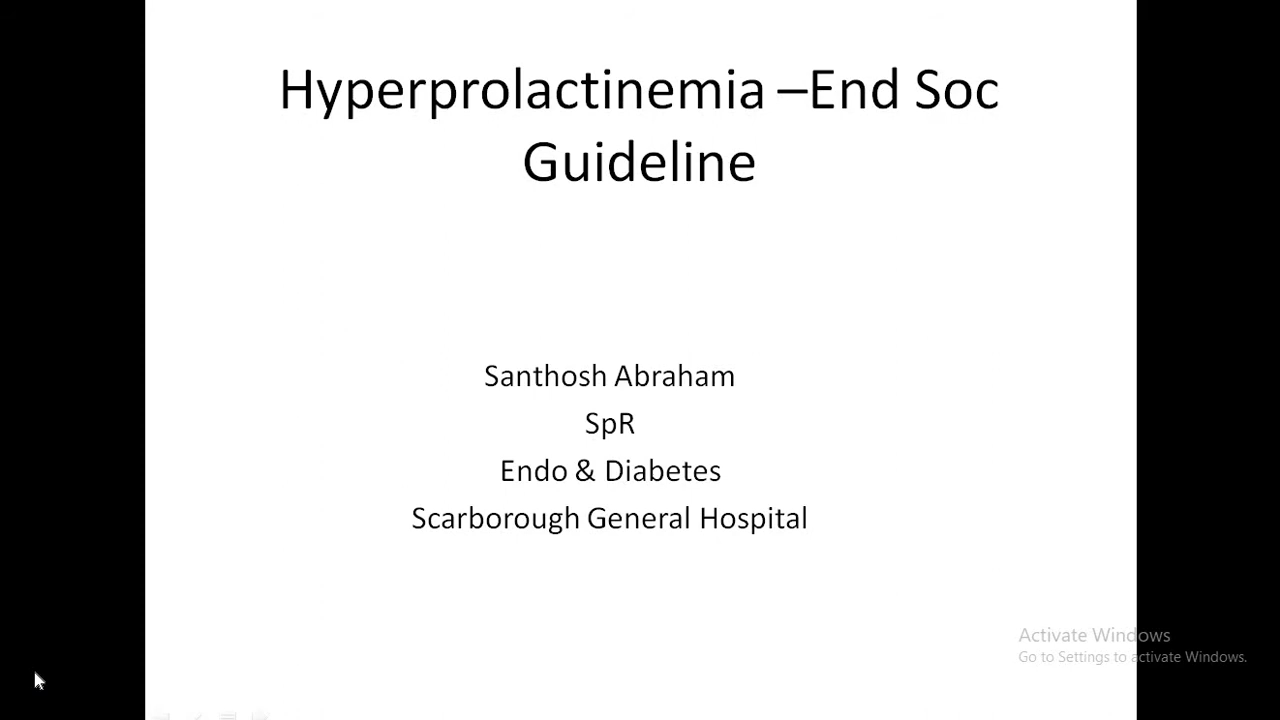 Hyperprolactinemia –End Soc
Guideline
Santhosh Abraham
SpR
Endo & Diabetes
Scarborough General Hospital
Activate Windows
Go to Settings to activate Windows.